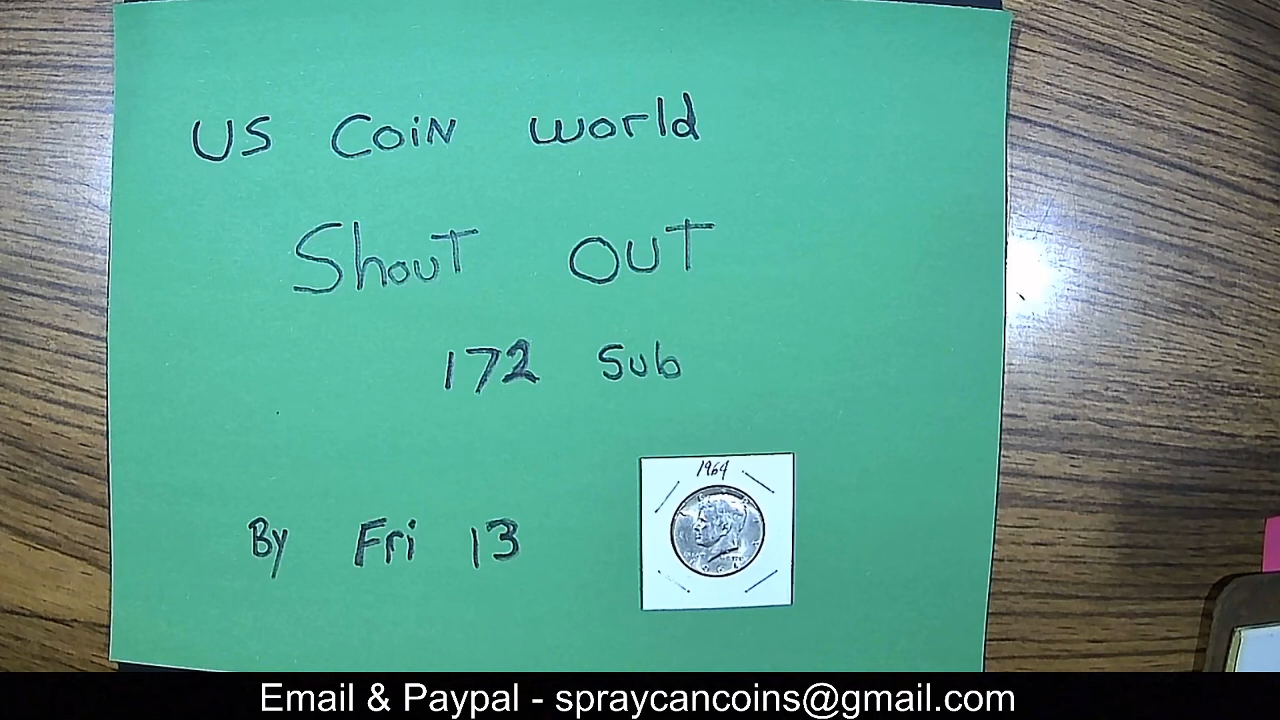 US COIN world
Shout OUT
172 Sub
1964
By Fri 13
Email & Paypal - spraycancoins@gmail.com